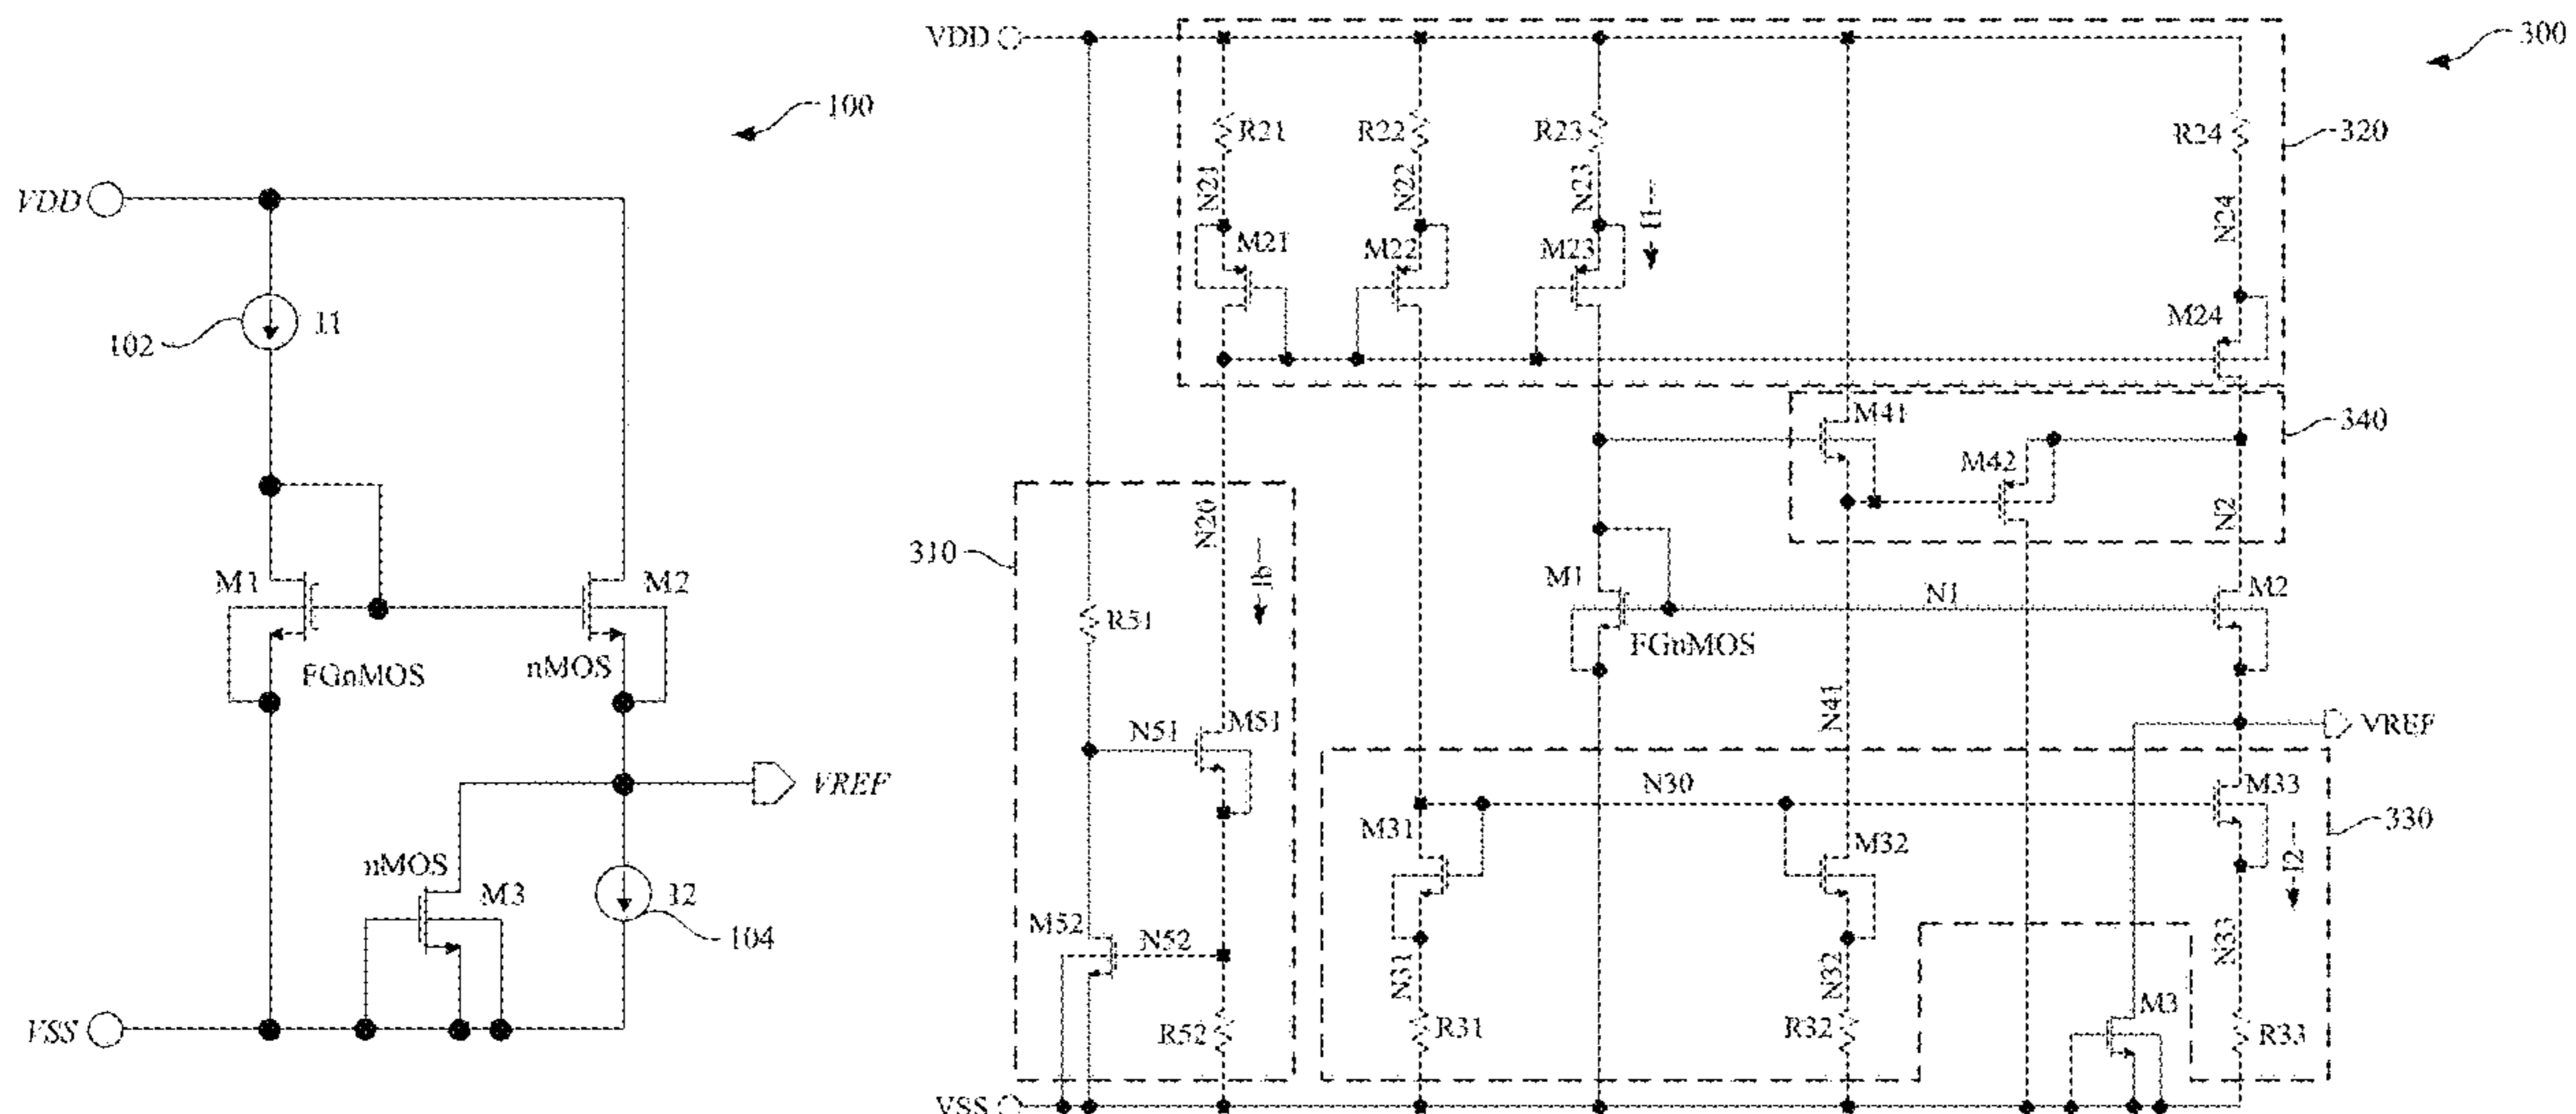 100
VDD
I1
102
M1
M2
FGnMOS
nMOS
VREF
nMOS
M3
I2
104
VSS
300
VDD
R21
R22
R23
R24
320
N21
N22
N23
I1
N24
M21
M22
M23
M24
M41
340
M42
310
N20
Ib
N2
M1
N1
M2
FGnMOS
R51
N41
N51
M51
VREF
N30
M33
M31
M32
330
I2
M52
N52
N31
N32
N33
M3
R52
R31
R32
R33
VSS